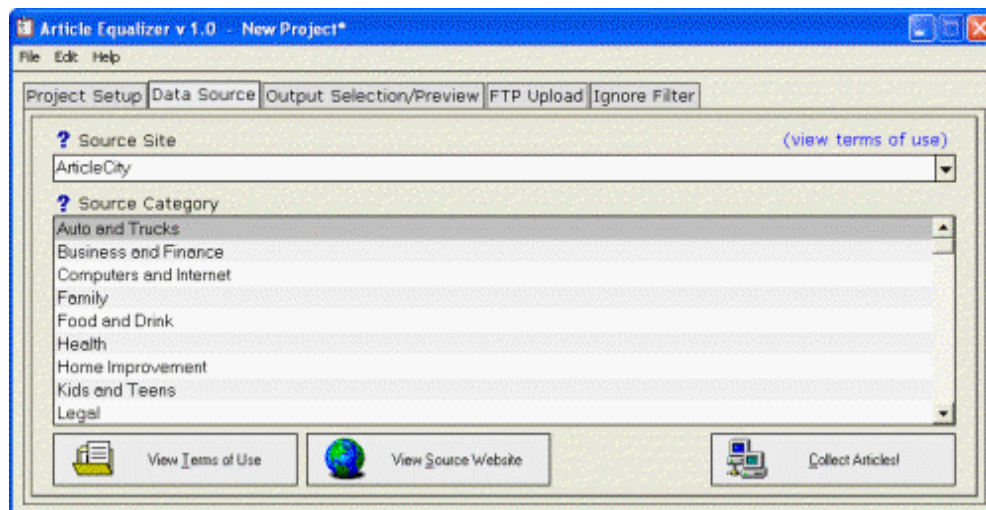 Article Equalizer v 1.0 - New Project*
File Edit Help
Project Setup Data Source Output Selection/Preview FTP Upload Ignore Filter
? Source Site (view terms of use)
ArticleCity
? Source Category
Auto and Trucks
Business and Finance
Computers and Internet
Family
Food and Drink
Health
Home Improvement
Kids and Teens
Legal
View Terms of Use View Source Website Collect Articles!